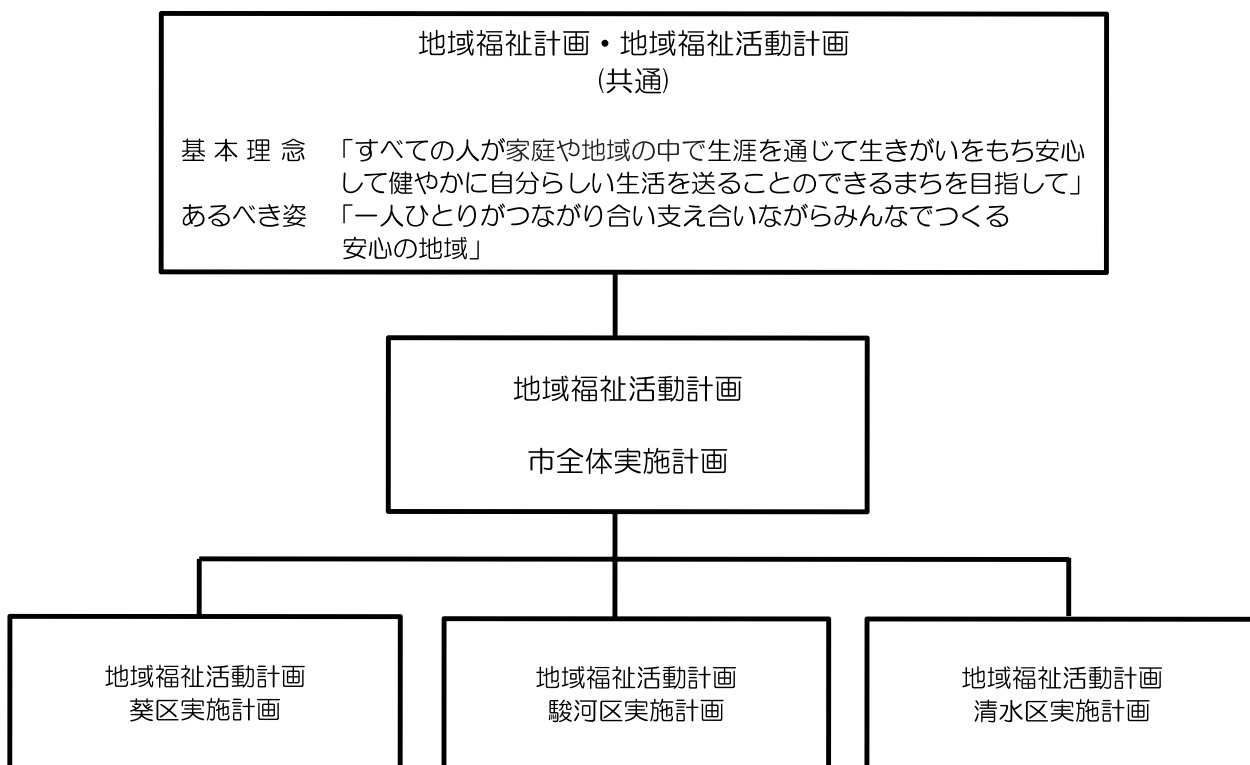 地域福祉計画・地域福祉活動計画
(共通)
基本理念 「すべての人が家庭や地域の中で生涯を通じて生きがいをもち安心
して健やかに自分らしい生活を送ることのできるまちを目指して」
あるべき姿 「一人ひとりがつながり合い支え合いながらみんなでつくる
安心の地域」
地域福祉活動計画
市全体実施計画
地域福祉活動計画
葵区実施計画
地域福祉活動計画
駿河区実施計画
地域福祉活動計画
清水区実施計画